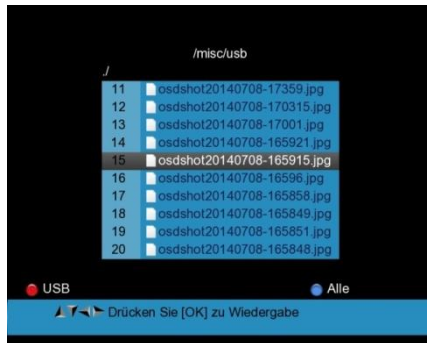 /misc/usb
./
11 osdshot20140708-17359.jpg
12 osdshot20140708-170315.jpg
13 osdshot20140708-17001.jpg
14 osdshot20140708-165921.jpg
15 osdshot20140708-165915.jpg
16 osdshot20140708-16596.jpg
17 osdshot20140708-165858.jpg
18 osdshot20140708-165849.jpg
19 osdshot20140708-165851.jpg
20 osdshot20140708-165848.jpg
USB Alle
Drücken Sie [OK] zu Wiedergabe